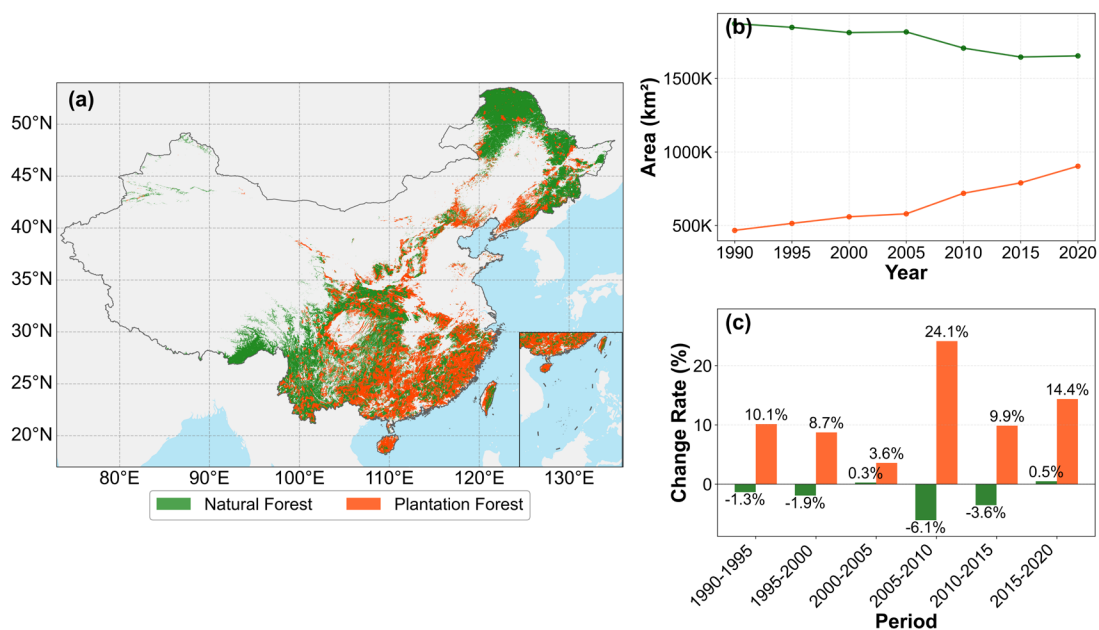 (a)
50°N
45°N
40°N
35°N
30°N
25°N
20°N
80°E 90°E 100°E 110°E 120°E 130°E
Natural Forest Plantation Forest
(b)
Area (km²)
1500K
1000K
500K
1990 1995 2000 2005 2010 2015 2020
Year
(c)
Change Rate (%)
20
10
0
10.1%
8.7%
3.6%
24.1%
9.9%
14.4%
-1.3%
-1.9%
0.3%
-6.1%
-3.6%
0.5%
1990-1995
1995-2000
2000-2005
2005-2010
2010-2015
2015-2020
Period